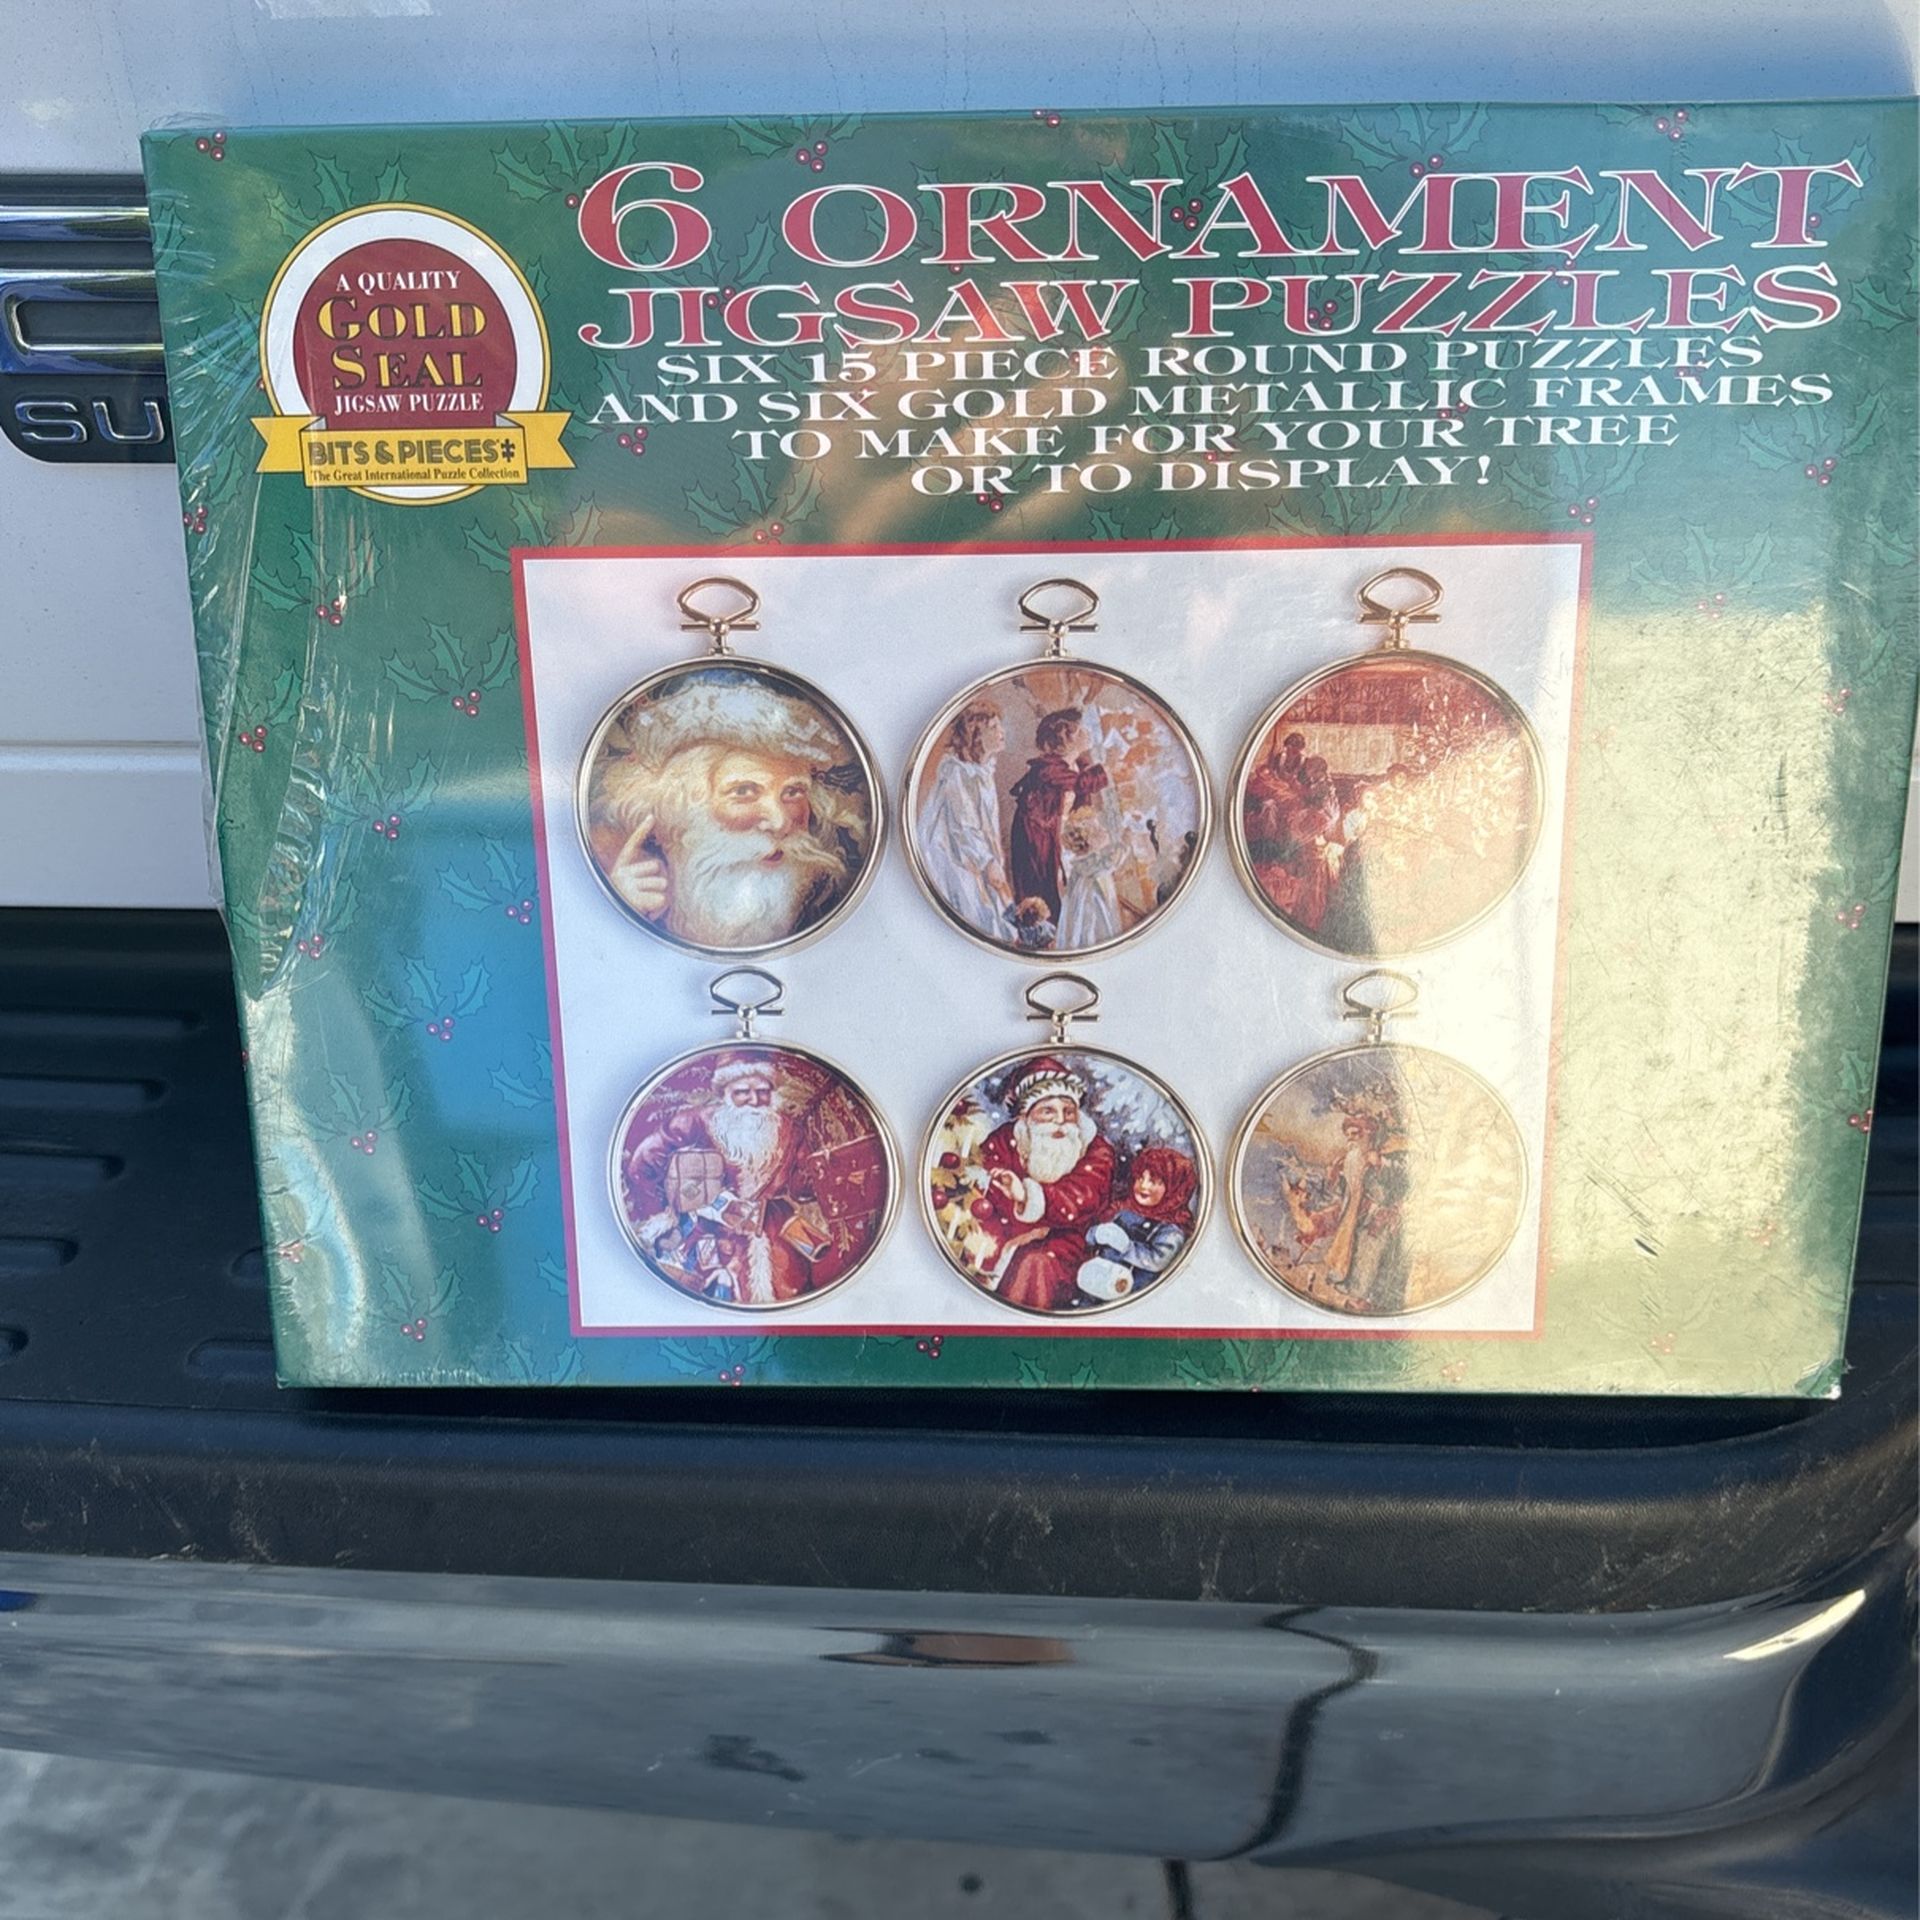 6 ORNAMENT
JIGSAW PUZZLES
SIX 15 PIECE ROUND PUZZLES
AND SIX GOLD METALLIC FRAMES
TO MAKE FOR YOUR TREE
OR TO DISPLAY!
A QUALITY
GOLD
SEAL
JIGSAW PUZZLE
BITS & PIECES
The Great International Puzzle Collection
SU